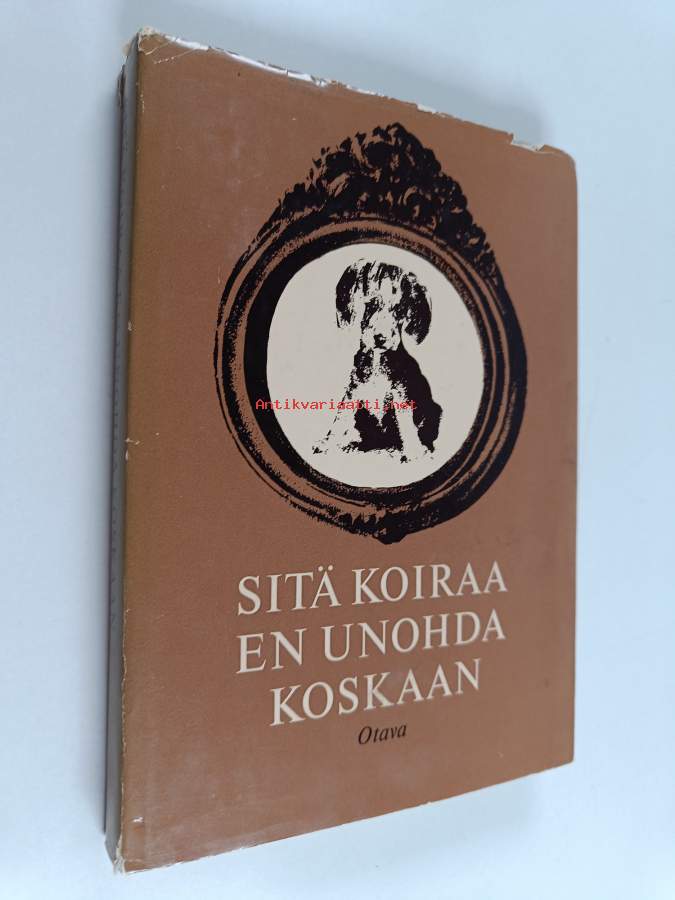 Antikvariaatti.net
SITÄ KOIRAA
EN UNOHDA
KOSKAAN
Otava